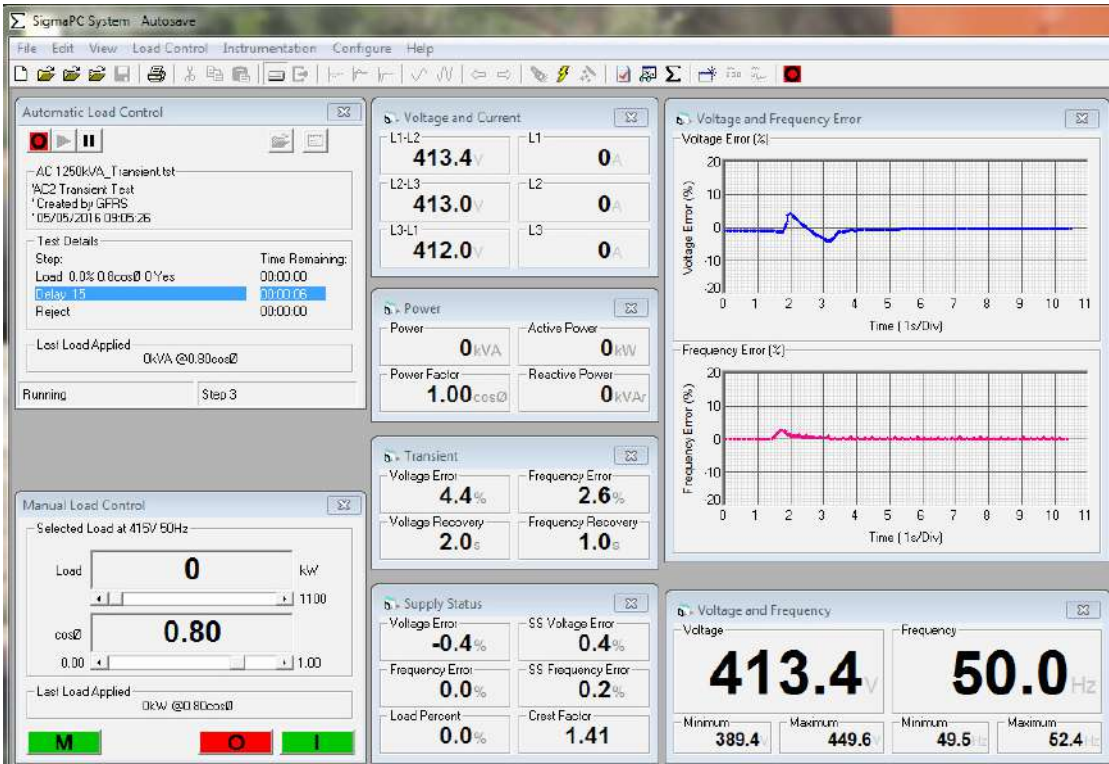 SigmaPC System Autosave
File Edit View Load Control Instrumentation Configure Help
Automatic Load Control
AC 1250kVA_Transient.tst
'AC2 Transient Test
'Created by GFRS
'05/05/2016 09:05:26
Test Details
Step: Time Remaining:
Load 0.0% 0.8cosØ 0 Yes 00:00:00
Delay 15 00:00:06
Reject 00:00:00
Last Load Applied
0kVA @0.80cosØ
Running Step 3
Manual Load Control
Selected Load at 415V 50Hz
Load 0 kW
1100
cosØ 0.80
0.00 1.00
Last Load Applied
0kW @0.80cosØ
M O I
Voltage and Current
L1-L2 L1
413.4V 0A
L2-L3 L2
413.0V 0A
L3-L1 L3
412.0V 0A
Power
Power Active Power
0kVA 0kW
Power Factor Reactive Power
1.00cosØ 0kVAr
Transient
Voltage Error Frequency Error
4.4% 2.6%
Voltage Recovery Frequency Recovery
2.0s 1.0s
Supply Status
Voltage Error SS Voltage Error
-0.4% 0.4%
Frequency Error SS Frequency Error
0.0% 0.2%
Load Percent Crest Factor
0.0% 1.41
Voltage and Frequency Error
Voltage Error [%]
Voltage Error (%)
20
10
0
-10
-20
0 1 2 3 4 5 6 7 8 9 10 11
Time ( 1s/Div)
Frequency Error [%]
Frequency Error (%)
20
10
0
-10
-20
0 1 2 3 4 5 6 7 8 9 10 11
Time ( 1s/Div)
Voltage and Frequency
Voltage Frequency
413.4V 50.0Hz
Minimum Maximum Minimum Maximum
389.4V 449.6V 49.5Hz 52.4Hz